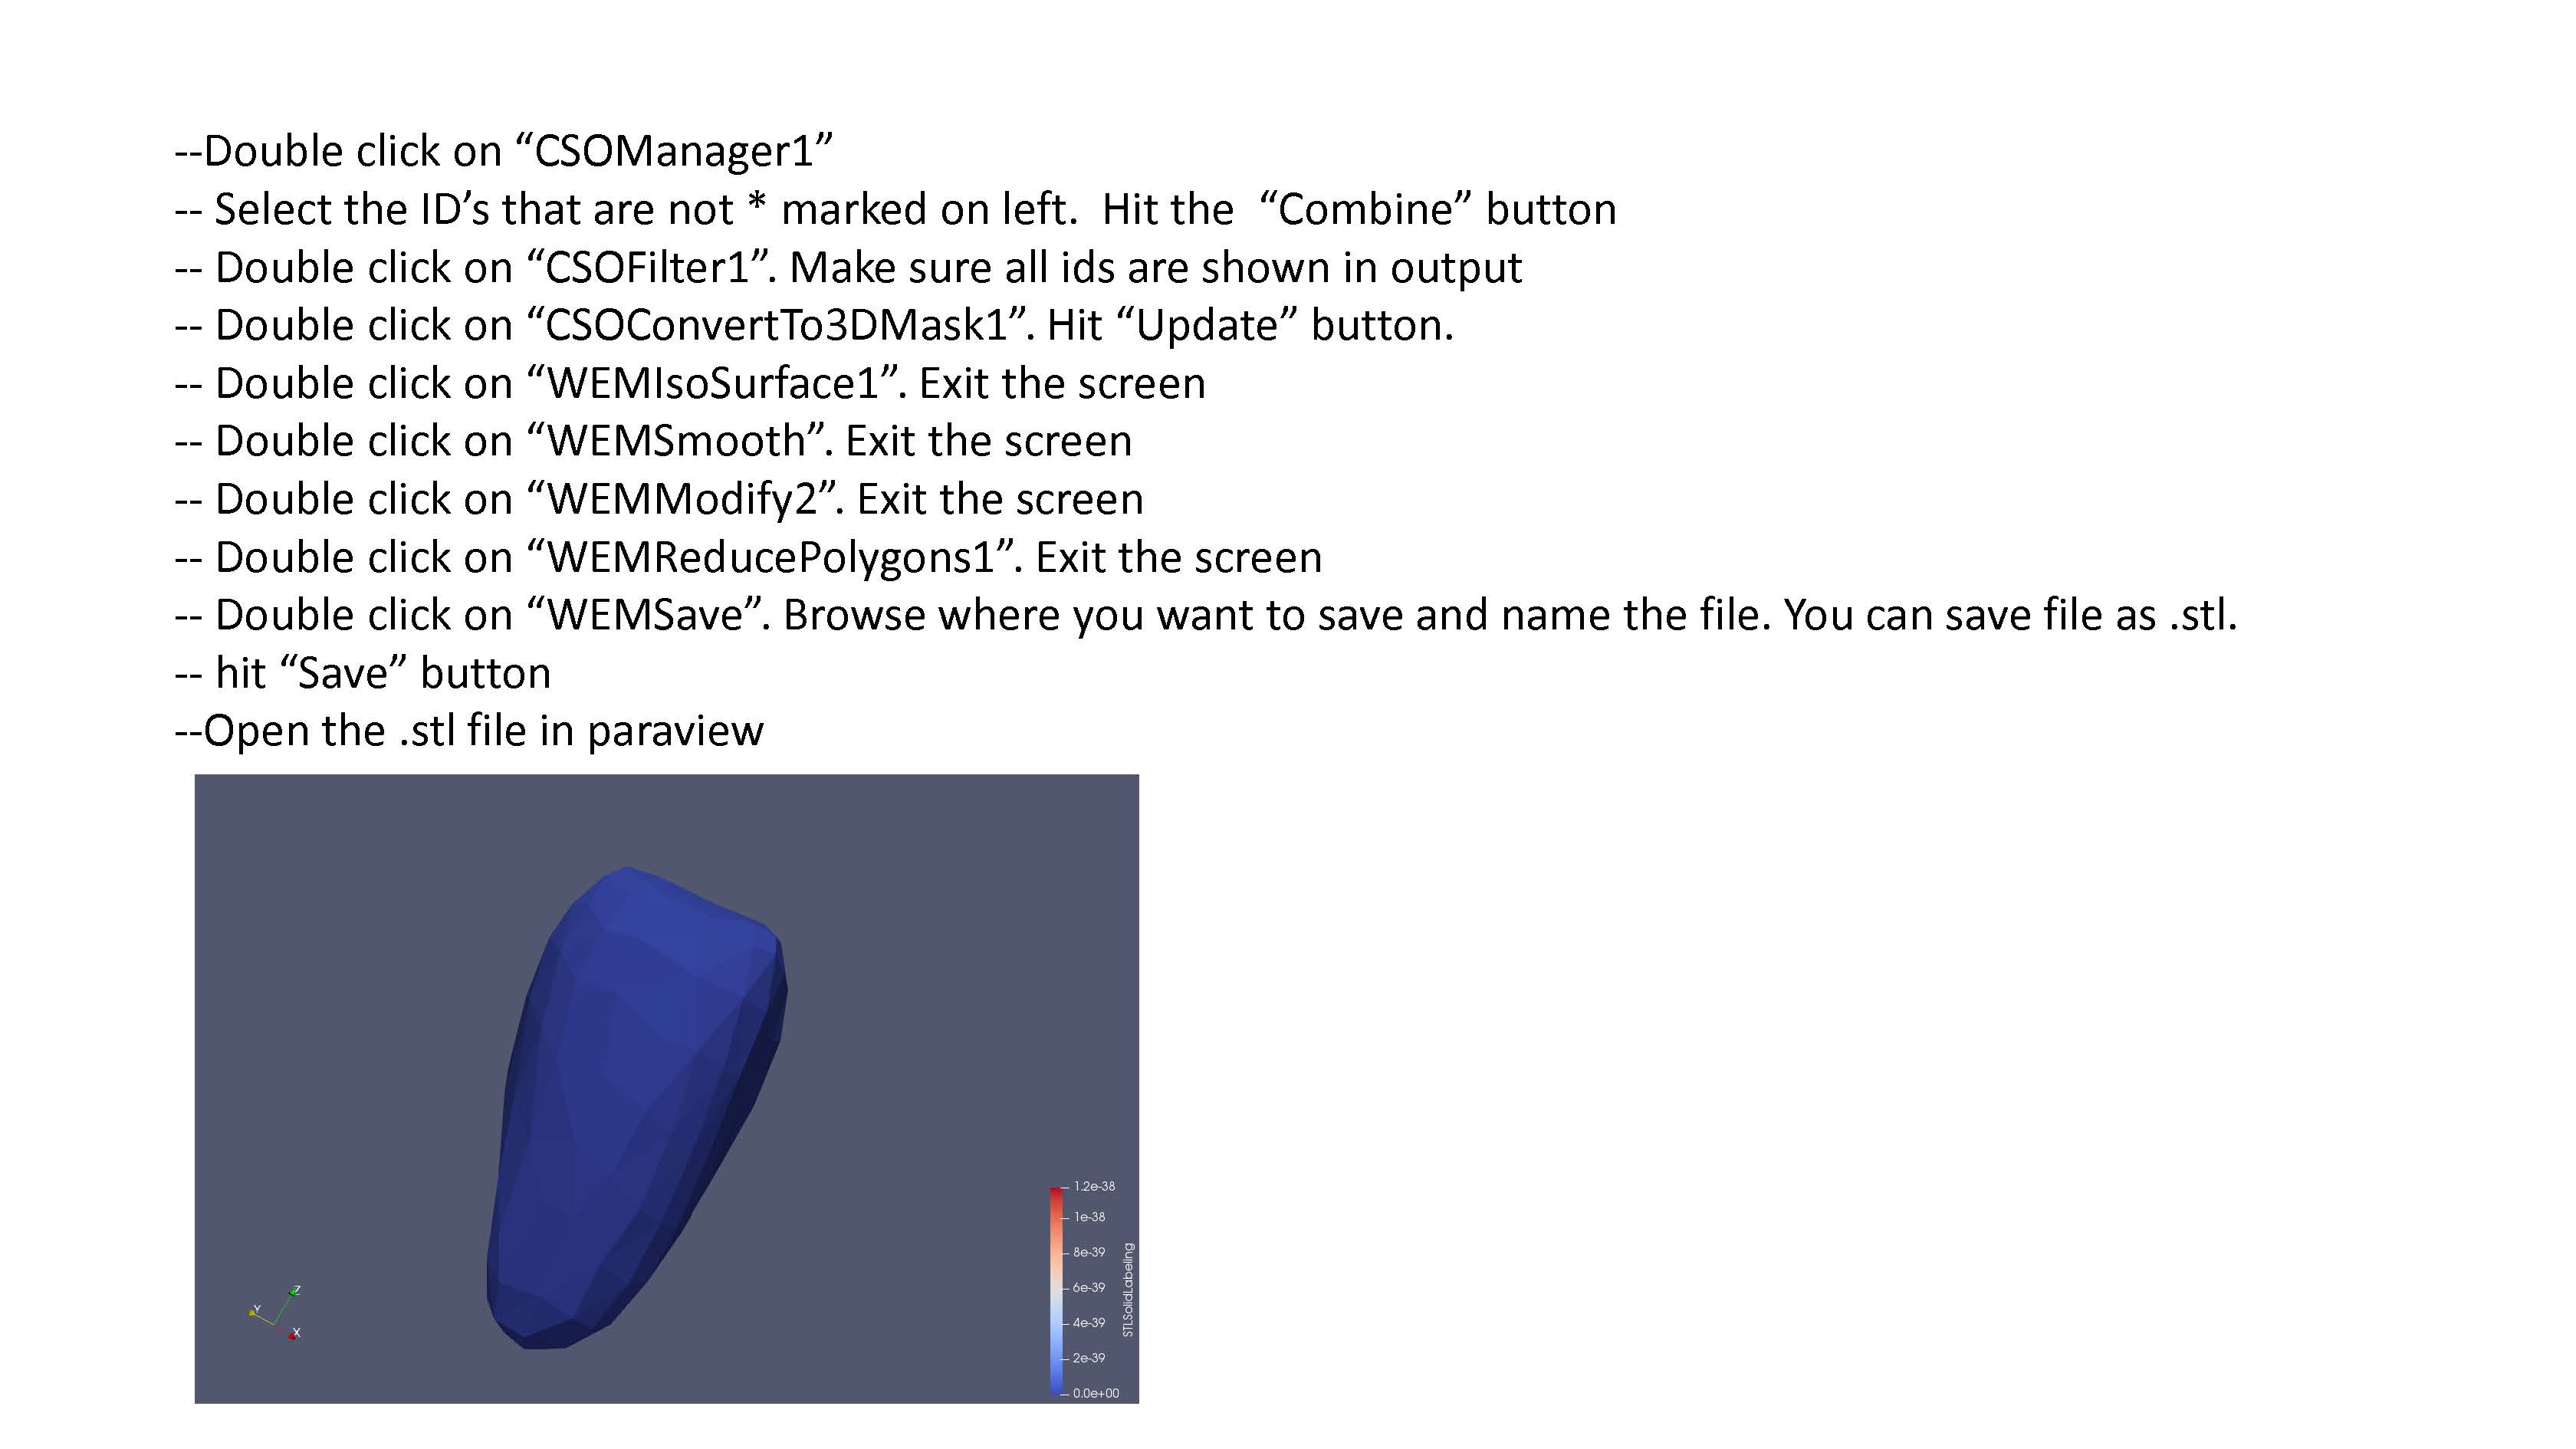 --Double click on “CSOManager1”
-- Select the ID’s that are not * marked on left.  Hit the  “Combine” button
-- Double click on “CSOFilter1”. Make sure all ids are shown in output
-- Double click on “CSOConvertTo3DMask1”. Hit “Update” button.
-- Double click on “WEMIsoSurface1”. Exit the screen
-- Double click on “WEMSmooth”. Exit the screen
-- Double click on “WEMModify2”. Exit the screen
-- Double click on “WEMReducePolygons1”. Exit the screen
-- Double click on “WEMSave”. Browse where you want to save and name the file. You can save file as .stl.
-- hit “Save” button
--Open the .stl file in paraview
1.2e-38
1e-38
8e-39
6e-39
4e-39
2e-39
0.0e+00
STLSolidLabeling
Z
Y
X